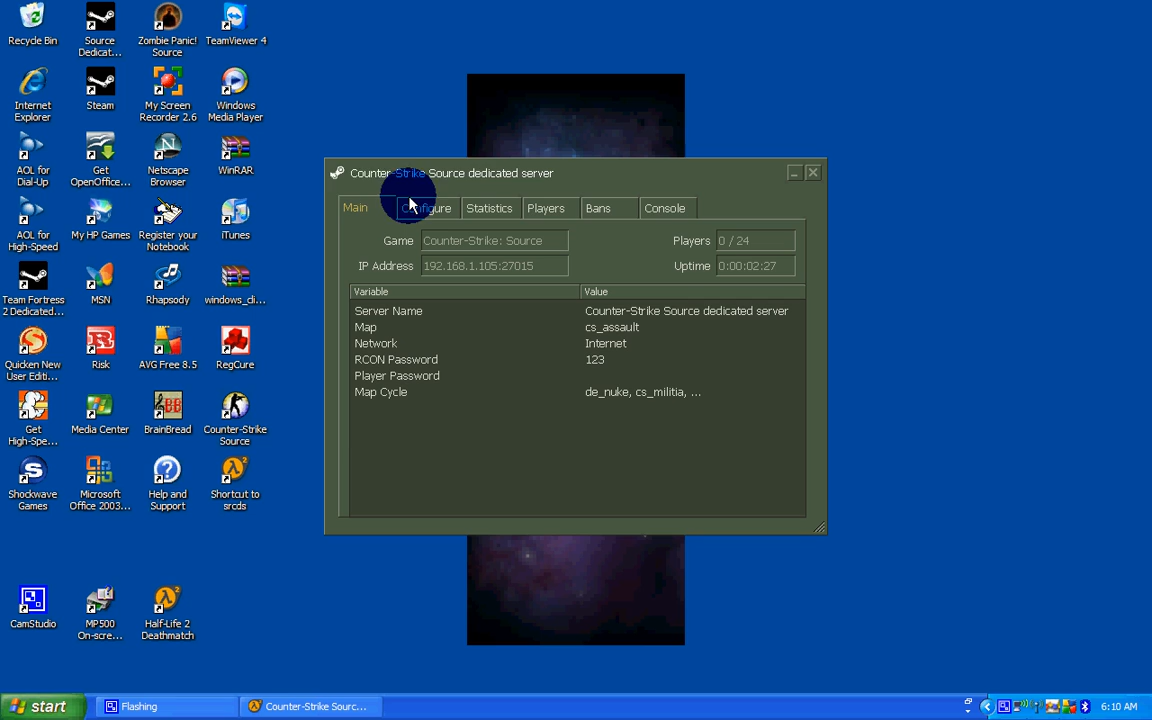 Recycle Bin
Source
Dedicat...
Zombie Panic!
Source
TeamViewer 4
Internet
Explorer
Steam
My Screen
Recorder 2.6
Windows
Media Player
AOL for
Dial-Up
Get
OpenOffice...
Netscape
Browser
WinRAR
AOL for
High-Speed
My HP Games
Register your
Notebook
iTunes
Team Fortress
2 Dedicated...
MSN
Rhapsody
windows_cli...
Quicken New
User Editi...
Risk
AVG Free 8.5
RegCure
Get
High-Spe...
Media Center
BrainBread
Counter-Strike
Source
Shockwave
Games
Microsoft
Office 2003...
Help and
Support
Shortcut to
srcds
CamStudio
MP500
On-scre...
Half-Life 2
Deathmatch
Counter-Strike Source dedicated server
Main Configure Statistics Players Bans Console
Game Counter-Strike: Source Players 0 / 24
IP Address 192.168.1.105:27015 Uptime 0:00:02:27
Variable Value
Server Name Counter-Strike Source dedicated server
Map cs_assault
Network Internet
RCON Password 123
Player Password
Map Cycle de_nuke, cs_militia, ...
start Flashing Counter-Strike Sourc... 6:10 AM